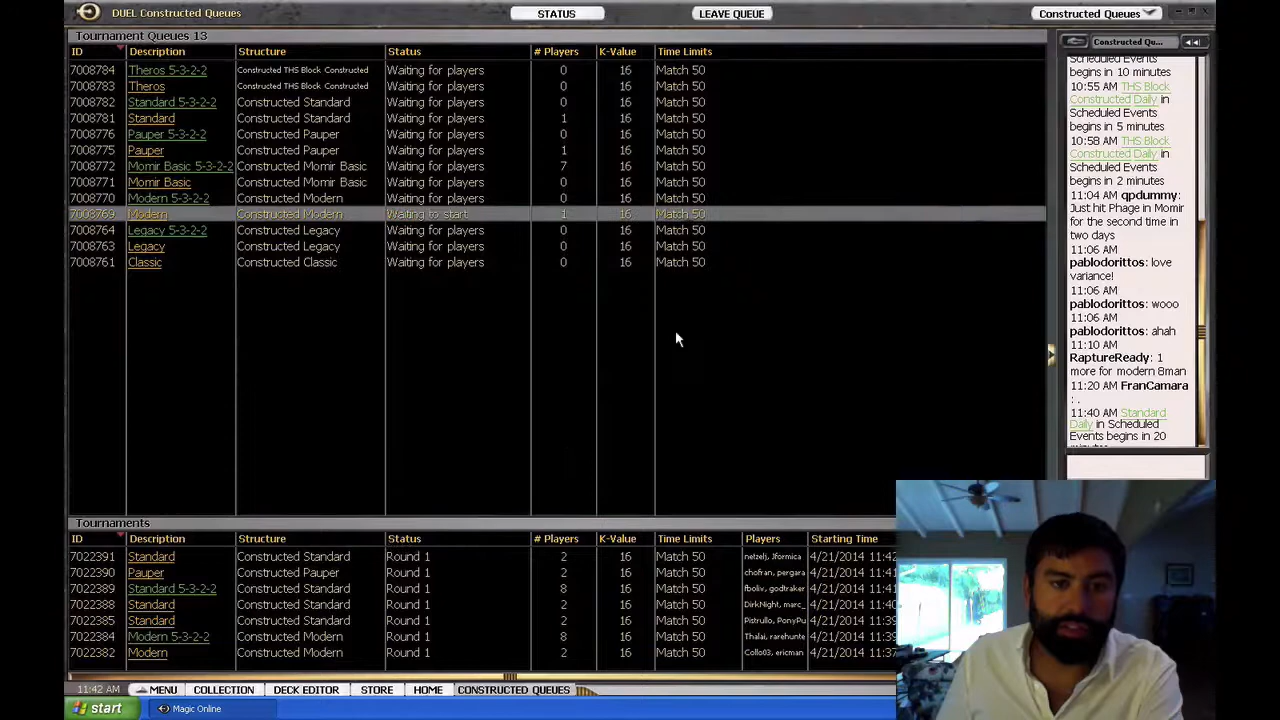 DUEL Constructed Queues STATUS LEAVE QUEUE Constructed Queues
Tournament Queues 13
ID Description Structure Status # Players K-Value Time Limits
7008784 Theros 5-3-2-2 Constructed THS Block Constructed Waiting for players 0 16 Match 50
7008783 Theros Constructed THS Block Constructed Waiting for players 0 16 Match 50
7008782 Standard 5-3-2-2 Constructed Standard Waiting for players 0 16 Match 50
7008781 Standard Constructed Standard Waiting for players 1 16 Match 50
7008776 Pauper 5-3-2-2 Constructed Pauper Waiting for players 0 16 Match 50
7008775 Pauper Constructed Pauper Waiting for players 1 16 Match 50
7008772 Momir Basic 5-3-2-2 Constructed Momir Basic Waiting for players 7 16 Match 50
7008771 Momir Basic Constructed Momir Basic Waiting for players 0 16 Match 50
7008770 Modern 5-3-2-2 Constructed Modern Waiting for players 0 16 Match 50
7008769 Modern Constructed Modern Waiting to start 1 16 Match 50
7008764 Legacy 5-3-2-2 Constructed Legacy Waiting for players 0 16 Match 50
7008763 Legacy Constructed Legacy Waiting for players 0 16 Match 50
7008761 Classic Constructed Classic Waiting for players 0 16 Match 50
Constructed Qu...
Scheduled Events
begins in 10 minutes
10:55 AM THS Block
Constructed Daily in
Scheduled Events
begins in 5 minutes
10:58 AM THS Block
Constructed Daily in
Scheduled Events
begins in 2 minutes
11:04 AM qpdummy:
Just hit Phage in Momir
for the second time in
two days
11:06 AM
pablodorittos: love
variance!
11:06 AM
pablodorittos: wooo
11:06 AM
pablodorittos: ahah
11:10 AM
RaptureReady: 1
more for modern 8man
11:20 AM FranCamara
: .
11:40 AM Standard
Daily in Scheduled
Events begins in 20
Tournaments
ID Description Structure Status # Players K-Value Time Limits Players Starting Time
7022391 Standard Constructed Standard Round 1 2 16 Match 50 netzelj, Jformica 4/21/2014 11:42
7022390 Pauper Constructed Pauper Round 1 2 16 Match 50 chofran, pergara 4/21/2014 11:41
7022389 Standard 5-3-2-2 Constructed Standard Round 1 8 16 Match 50 fboliv, godtraker 4/21/2014 11:40
7022388 Standard Constructed Standard Round 1 2 16 Match 50 DirkNight, marc_ 4/21/2014 11:40
7022385 Standard Constructed Standard Round 1 2 16 Match 50 Pistrullo, PonyPu 4/21/2014 11:39
7022384 Modern 5-3-2-2 Constructed Modern Round 1 8 16 Match 50 Thalai, rarehunte 4/21/2014 11:39
7022382 Modern Constructed Modern Round 1 2 16 Match 50 Collo03, ericman 4/21/2014 11:37
11:42 AM MENU COLLECTION DECK EDITOR STORE HOME CONSTRUCTED QUEUES
start Magic Online